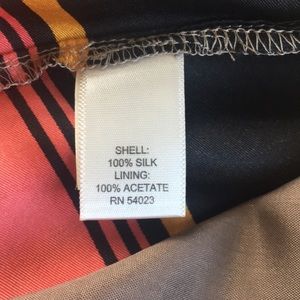 SHELL:
100% SILK
LINING:
100% ACETATE
RN 54023